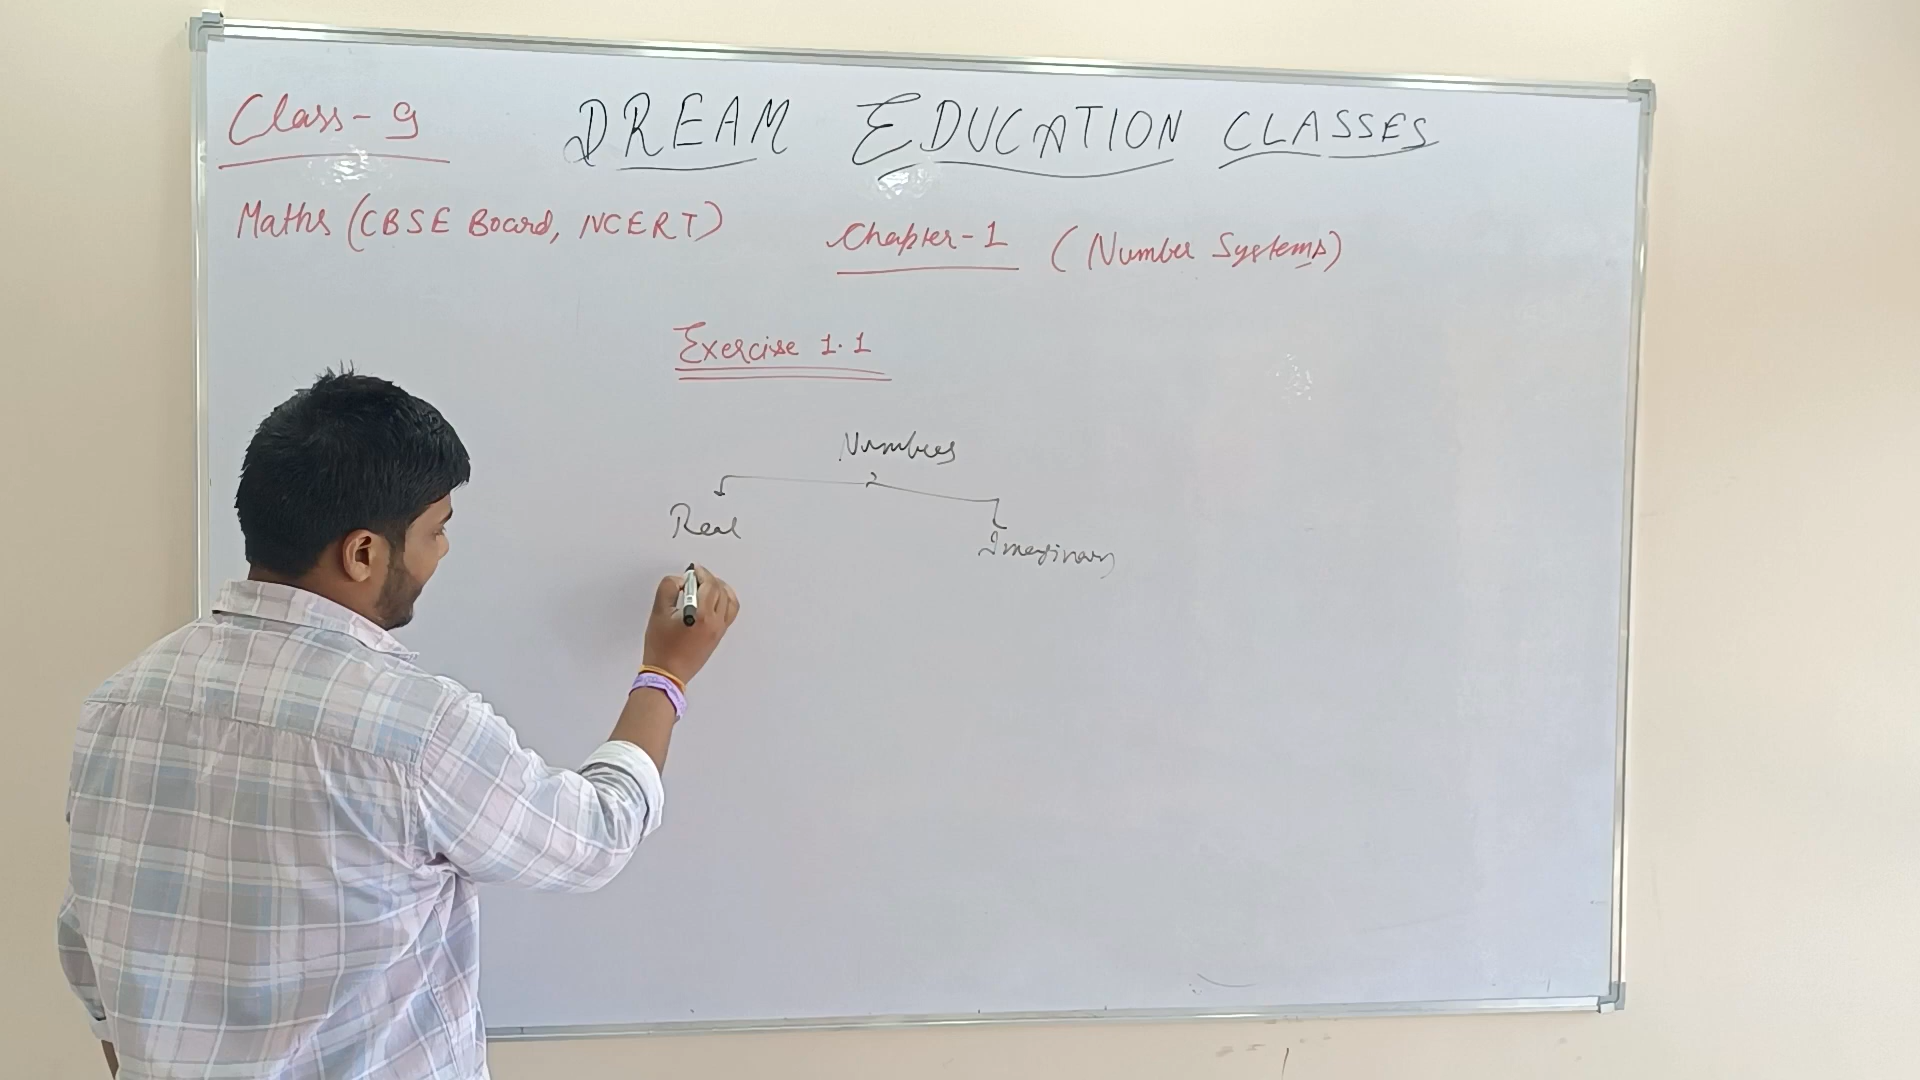 Class-9 DREAM EDUCATION CLASSES
Maths (CBSE Board, NCERT) Chapter-1 (Number Systems)
Exercise 1.1
Numbers
Real Imaginary